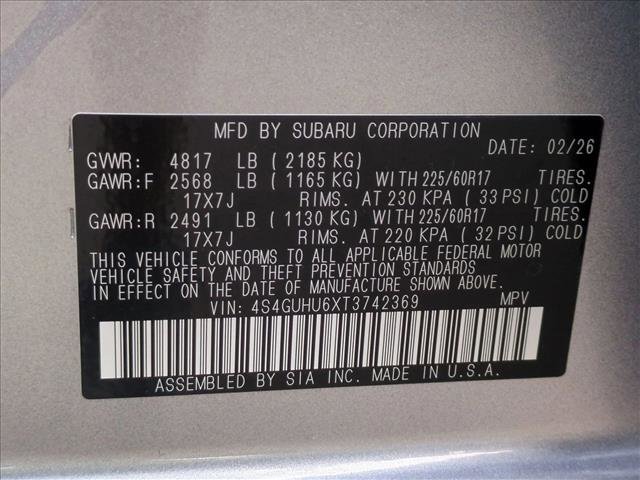 MFD BY SUBARU CORPORATION
DATE: 02/26
GVWR: 4817 LB (2185 KG)
GAWR:F 2568 LB (1165 KG) WITH 225/60R17 TIRES.
17X7J RIMS. AT 230 KPA (33 PSI) COLD
GAWR:R 2491 LB (1130 KG) WITH 225/60R17 TIRES.
17X7J RIMS. AT 220 KPA (32 PSI) COLD
THIS VEHICLE CONFORMS TO ALL APPLICABLE FEDERAL MOTOR
VEHICLE SAFETY AND THEFT PREVENTION STANDARDS IN
EFFECT ON THE DATE OF MANUFACTURE SHOWN ABOVE.
VIN: 4S4GUHU6XT3742369 MPV
ASSEMBLED BY SIA INC. MADE IN U.S.A.